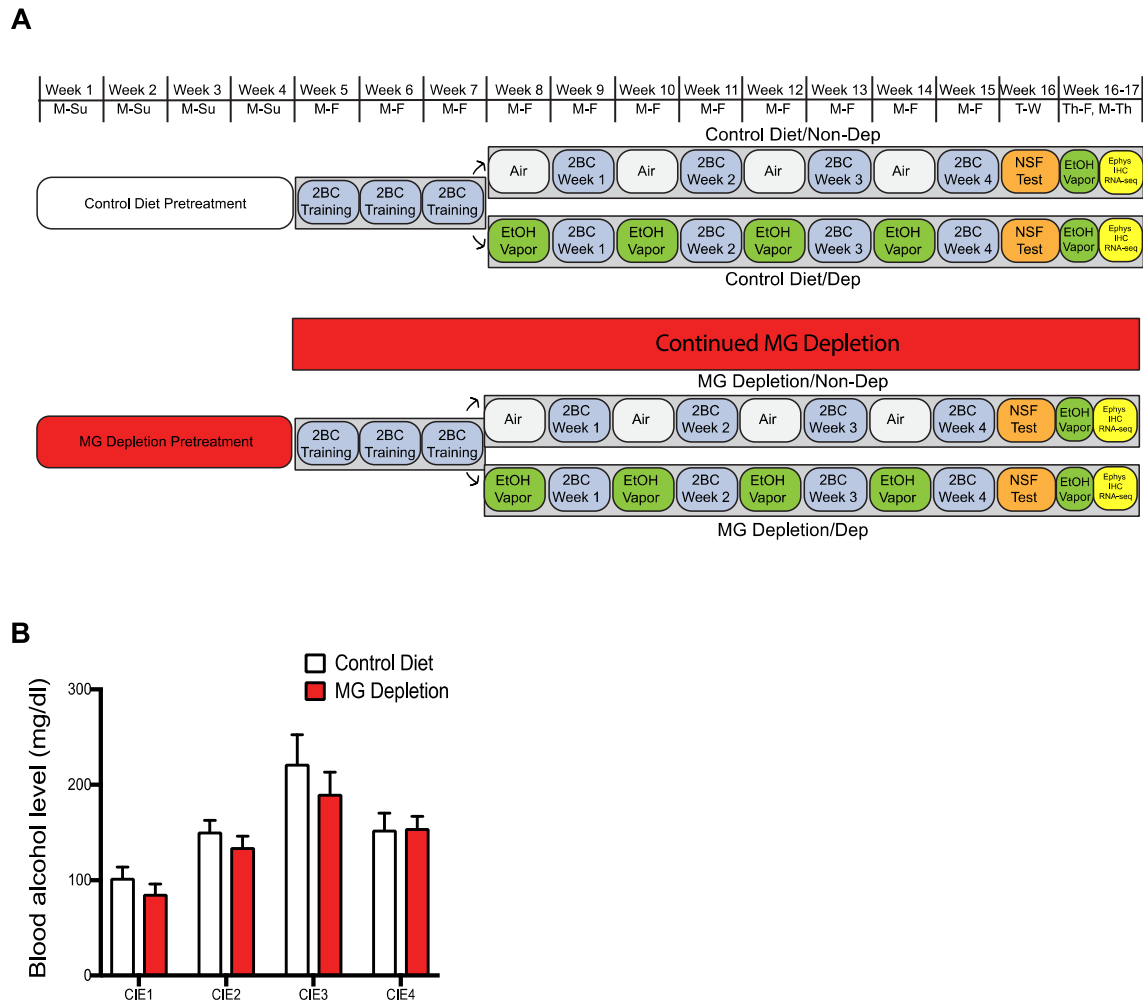 A
Week 1 Week 2 Week 3 Week 4 Week 5 Week 6 Week 7 Week 8 Week 9 Week 10 Week 11 Week 12 Week 13 Week 14 Week 15 Week 16 Week 16-17
M-Su M-Su M-Su M-Su M-F M-F M-F M-F M-F M-F M-F M-F M-F M-F M-F T-W Th-F, M-Th
Control Diet/Non-Dep
Air 2BC Week 1 Air 2BC Week 2 Air 2BC Week 3 Air 2BC Week 4 NSF Test EtOH Vapor Ephys IHC RNA-seq
Control Diet Pretreatment
2BC Training 2BC Training 2BC Training
EtOH Vapor 2BC Week 1 EtOH Vapor 2BC Week 2 EtOH Vapor 2BC Week 3 EtOH Vapor 2BC Week 4 NSF Test EtOH Vapor Ephys IHC RNA-seq
Control Diet/Dep
Continued MG Depletion
MG Depletion/Non-Dep
Air 2BC Week 1 Air 2BC Week 2 Air 2BC Week 3 Air 2BC Week 4 NSF Test EtOH Vapor Ephys IHC RNA-seq
MG Depletion Pretreatment
2BC Training 2BC Training 2BC Training
EtOH Vapor 2BC Week 1 EtOH Vapor 2BC Week 2 EtOH Vapor 2BC Week 3 EtOH Vapor 2BC Week 4 NSF Test EtOH Vapor Ephys IHC RNA-seq
MG Depletion/Dep
B
Control Diet
MG Depletion
Blood alcohol level (mg/dl)
300
200
100
0
CIE1 CIE2 CIE3 CIE4